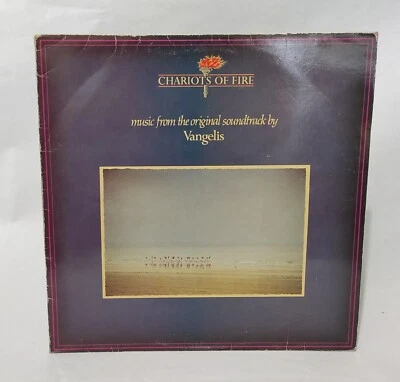 CHARIOTS OF FIRE
music from the original soundtrack by
Vangelis